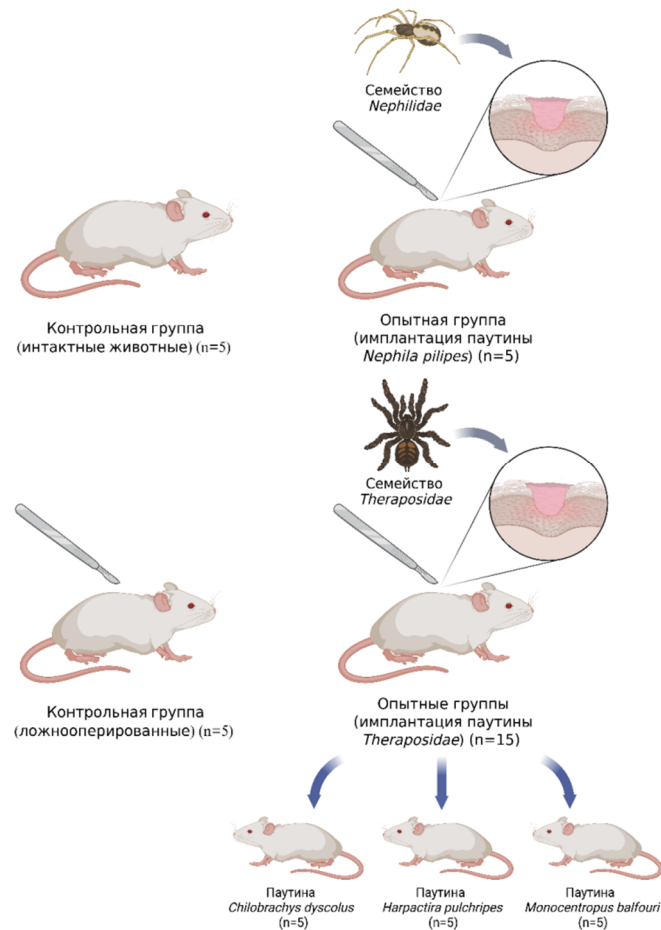 Семейство
Nephilidae
Контрольная группа
(интактные животные) (n=5)
Опытная группа
(имплантация паутины
Nephila pilipes) (n=5)
Семейство
Theraposidae
Контрольная группа
(ложнооперированные) (n=5)
Опытные группы
(имплантация паутины
Theraposidae) (n=15)
Паутина
Chilobrachys dyscolus
(n=5)
Паутина
Harpactira pulchripes
(n=5)
Паутина
Monocentropus balfouri
(n=5)